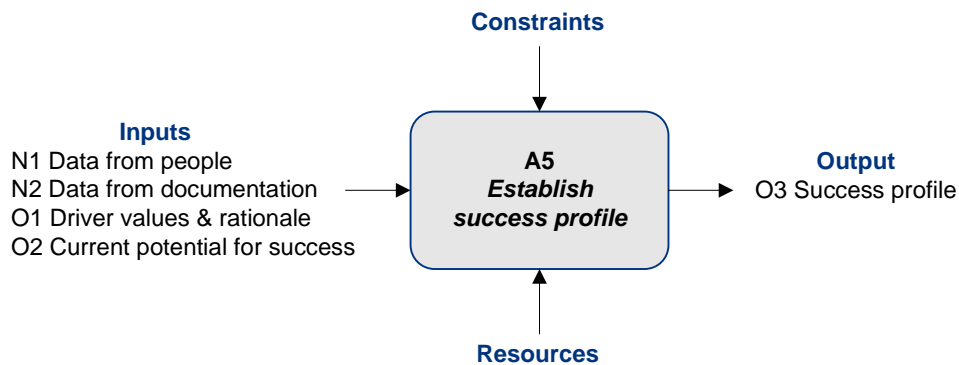 Constraints
Inputs
N1 Data from people
N2 Data from documentation
O1 Driver values & rationale
O2 Current potential for success
A5
Establish
success profile
Output
O3 Success profile
Resources